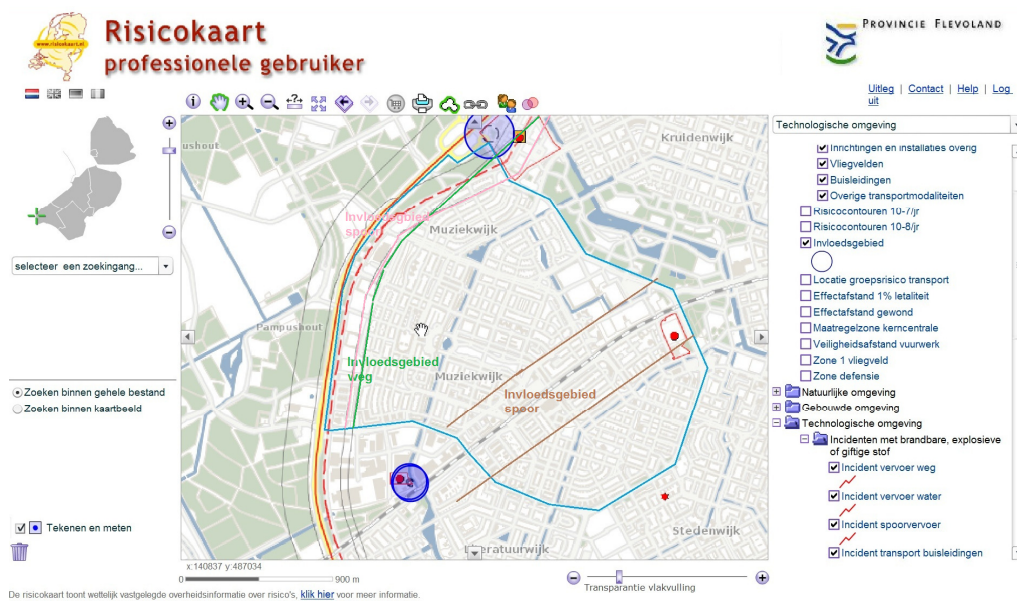 Risicokaart
professionele gebruiker
www.risicokaart.nl
PROVINCIE FLEVOLAND
Uitleg | Contact | Help | Log
uit
selecteer een zoekingang...
Zoeken binnen gehele bestand
Zoeken binnen kaartbeeld
Tekenen en meten
ushout
Kruidenwijk
Invloedsgebied
spoor
Muziekwijk
Pampushout
Invloedsgebied
weg
Muziekwijk
Invloedsgebied
spoor
Stedenwijk
eratuurwijk
x:140837 y:487034
0 900 m
Transparantie vlakvulling
Technologische omgeving
Inrichtingen en installaties overig
Vliegvelden
Buisleidingen
Overige transportmodaliteiten
Risicocontouren 10-7/jr
Risicocontouren 10-8/jr
Invloedsgebied
Locatie groepsrisico transport
Effectafstand 1% letaliteit
Effectafstand gewond
Maatregelzone kerncentrale
Veiligheidsafstand vuurwerk
Zone 1 vliegveld
Zone defensie
Natuurlijke omgeving
Gebouwde omgeving
Technologische omgeving
Incidenten met brandbare, explosieve
of giftige stof
Incident vervoer weg
Incident vervoer water
Incident spoorvervoer
Incident transport buisleidingen
De risicokaart toont wettelijk vastgelegde overheidsinformatie over risico's, klik hier voor meer informatie.